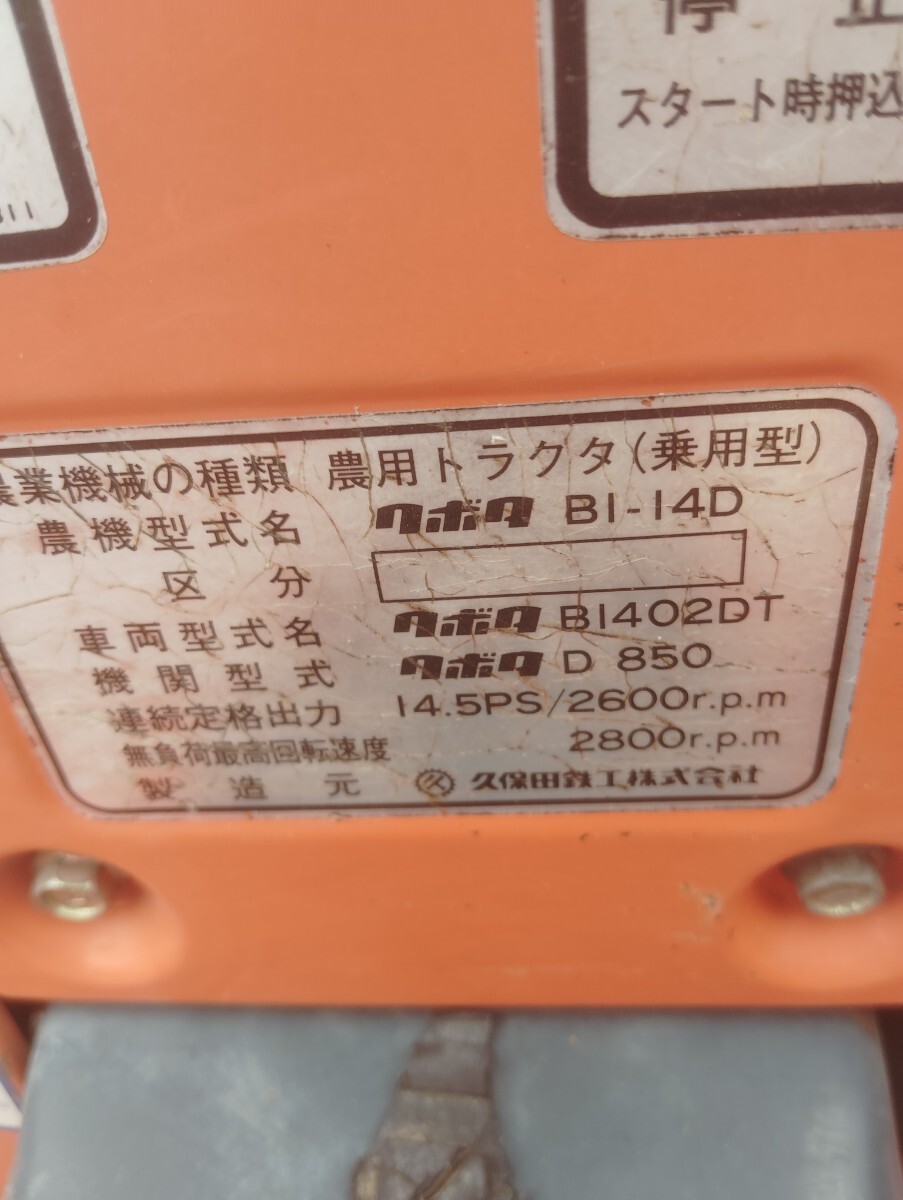 停 止
スタート時押込
311
農業機械の種類 農用トラクタ(乗用型)
農機型式名 クボタ B1-14D
区分
車両型式名 クボタ B1402DT
機関型式 クボタ D 850
連続定格出力 14.5PS/2600r.p.m
無負荷最高回転速度 2800r.p.m
製造元 久保田鉄工株式会社